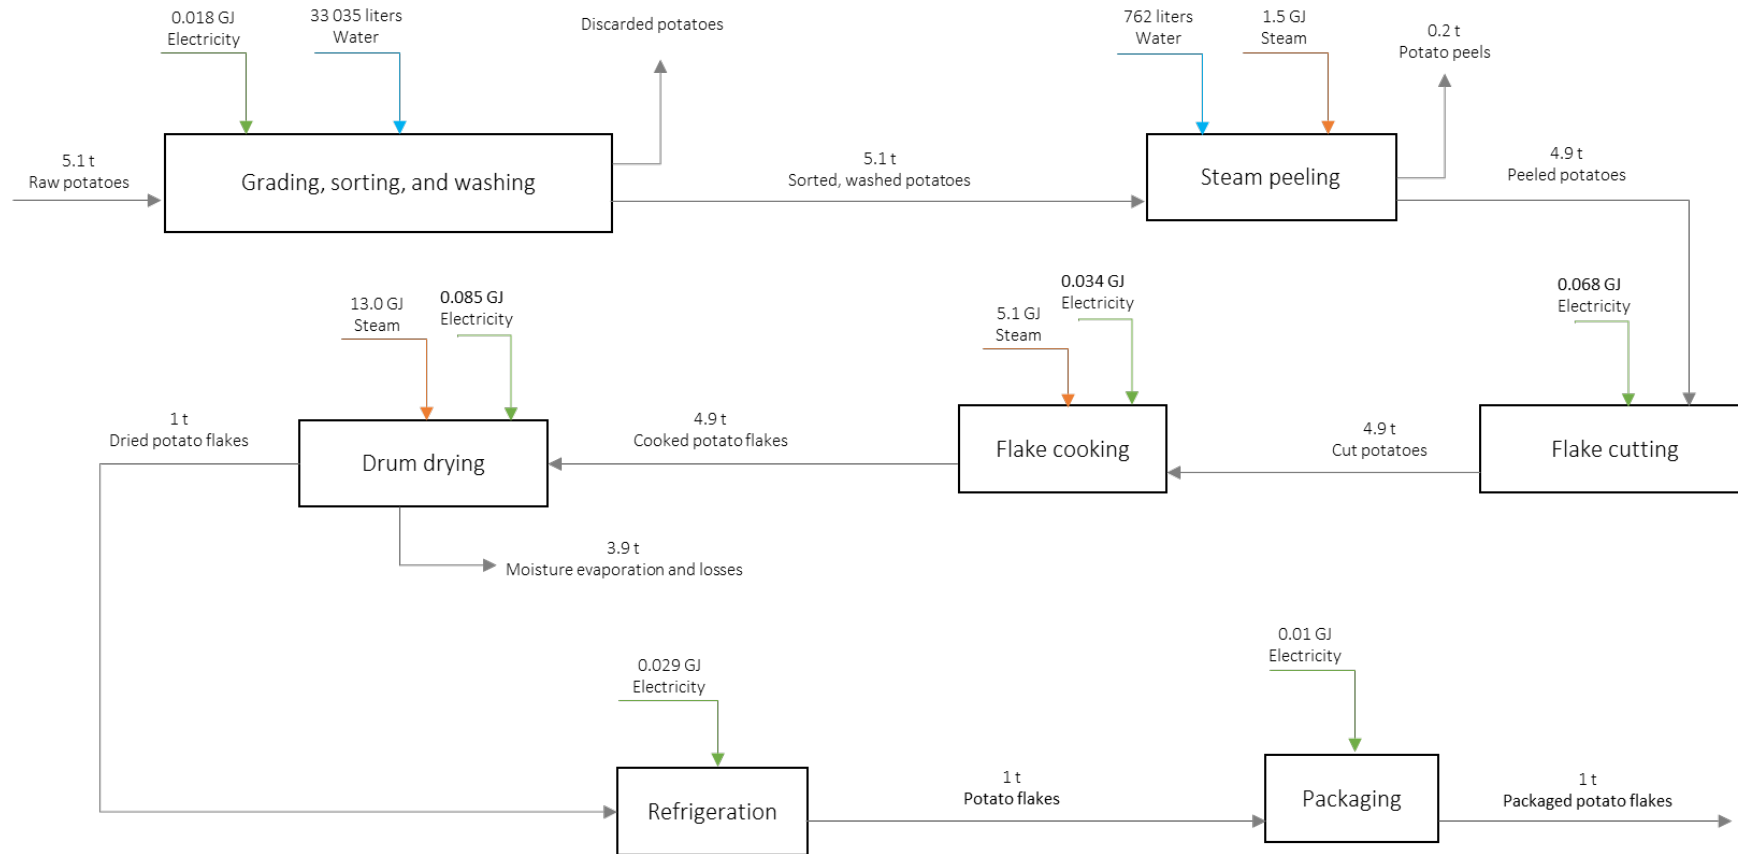 0.018 GJ
Electricity
33 035 liters
Water
Discarded potatoes
762 liters
Water
1.5 GJ
Steam
0.2 t
Potato peels
5.1 t
Raw potatoes
Grading, sorting, and washing
5.1 t
Sorted, washed potatoes
Steam peeling
4.9 t
Peeled potatoes
13.0 GJ
Steam
0.085 GJ
Electricity
5.1 GJ
Steam
0.034 GJ
Electricity
0.068 GJ
Electricity
1 t
Dried potato flakes
Drum drying
4.9 t
Cooked potato flakes
Flake cooking
4.9 t
Cut potatoes
Flake cutting
3.9 t
Moisture evaporation and losses
0.029 GJ
Electricity
0.01 GJ
Electricity
Refrigeration
1 t
Potato flakes
Packaging
1 t
Packaged potato flakes